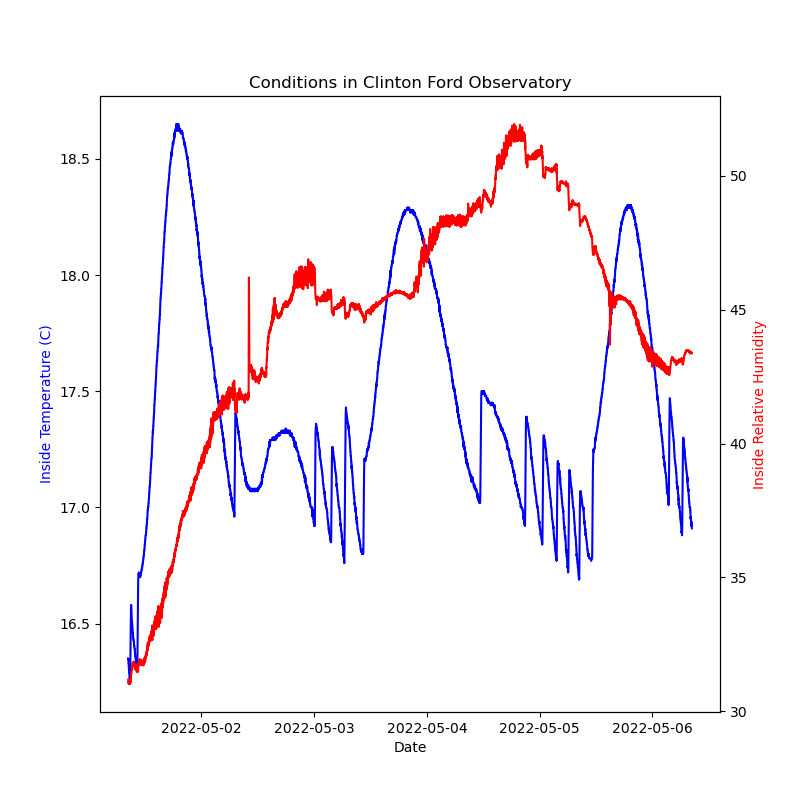 Conditions in Clinton Ford Observatory
18.5
18.0
17.5
17.0
16.5
Inside Temperature (C)
50
45
40
35
30
Inside Relative Humidity
2022-05-02 2022-05-03 2022-05-04 2022-05-05 2022-05-06
Date